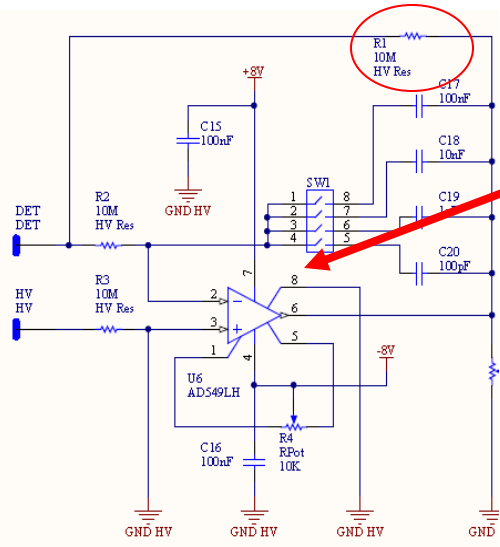 R1
10M
HV Res
C17
100nF
+8V
C15
100nF
C18
10nF
GND HV
SW1
1
2
3
4
8
7
6
5
C19
R2
10M
HV Res
DET
DET
C20
100pF
7
8
R3
10M
HV Res
HV
HV
2
3
6
1
5
4
U6
AD549LH
-8V
C16
100nF
R4
RPot
10K
GND HV
GND HV
GND HV
GND HV